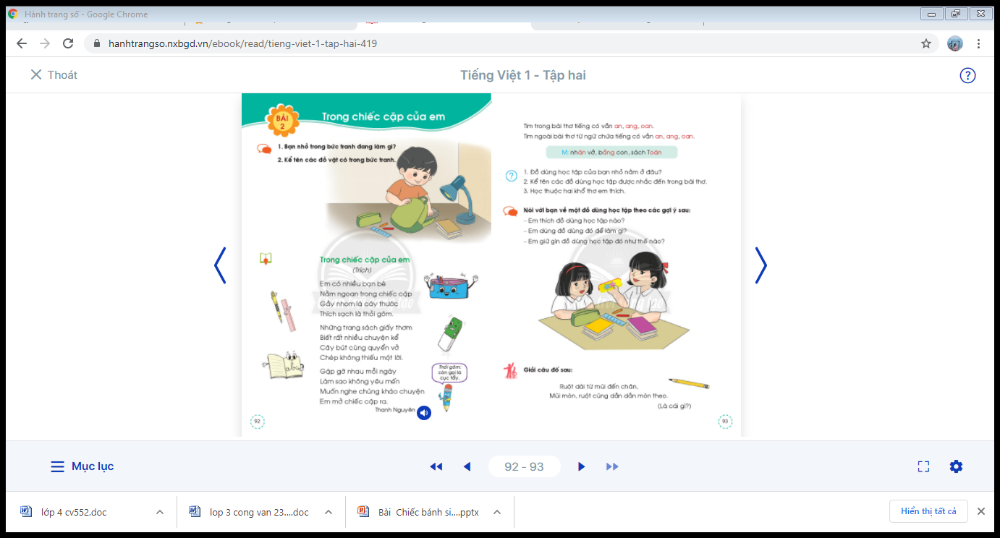 Hành trang số - Google Chrome
hanhtrangso.nxbgd.vn/ebook/read/tieng-viet-1-tap-hai-419
Thoát
Tiếng Việt 1 - Tập hai
?
BÀI
2
Trong chiếc cặp của em
1. Bạn nhỏ trong bức tranh đang làm gì?
2. Kể tên các đồ vật có trong bức tranh.
Trong chiếc cặp của em
(Trích)
Em có nhiều bạn bè
Nằm ngoan trong chiếc cặp
Gầy nhom là cây thước
Thích sạch là thỏi gôm.
Những trang sách giấy thơm
Biết rất nhiều chuyện kể
Cây bút cùng quyển vở
Chép không thiếu một lời.
Gặp gỡ nhau mỗi ngày
Làm sao không yêu mến
Muốn nghe chúng kháo chuyện
Em mở chiếc cặp ra.
Thanh Nguyên
abc
Thỏi gôm:
còn gọi là
cục tẩy.
92
Tìm trong bài thơ tiếng có vần an, ang, oan.
Tìm ngoài bài thơ từ ngữ chứa tiếng có vần an, ang, oan.
M: nhãn vở, bảng con, sách Toán
?
1. Đồ dùng học tập của bạn nhỏ nằm ở đâu?
2. Kể tên các đồ dùng học tập được nhắc đến trong bài thơ.
3. Học thuộc hai khổ thơ em thích.
Nói với bạn về một đồ dùng học tập theo các gợi ý sau:
– Em thích đồ dùng học tập nào?
– Em dùng đồ dùng đó để làm gì?
– Em giữ gìn đồ dùng học tập đó như thế nào?
Giải câu đố sau:
Ruột dài từ mũi đến chân,
Mũi mòn, ruột cũng dần dần mòn theo.
(Là cái gì?)
93
Mục lục
92 - 93
lớp 4 cv552.doc
lop 3 cong van 23....doc
Bài Chiếc bánh si....pptx
Hiển thị tất cả